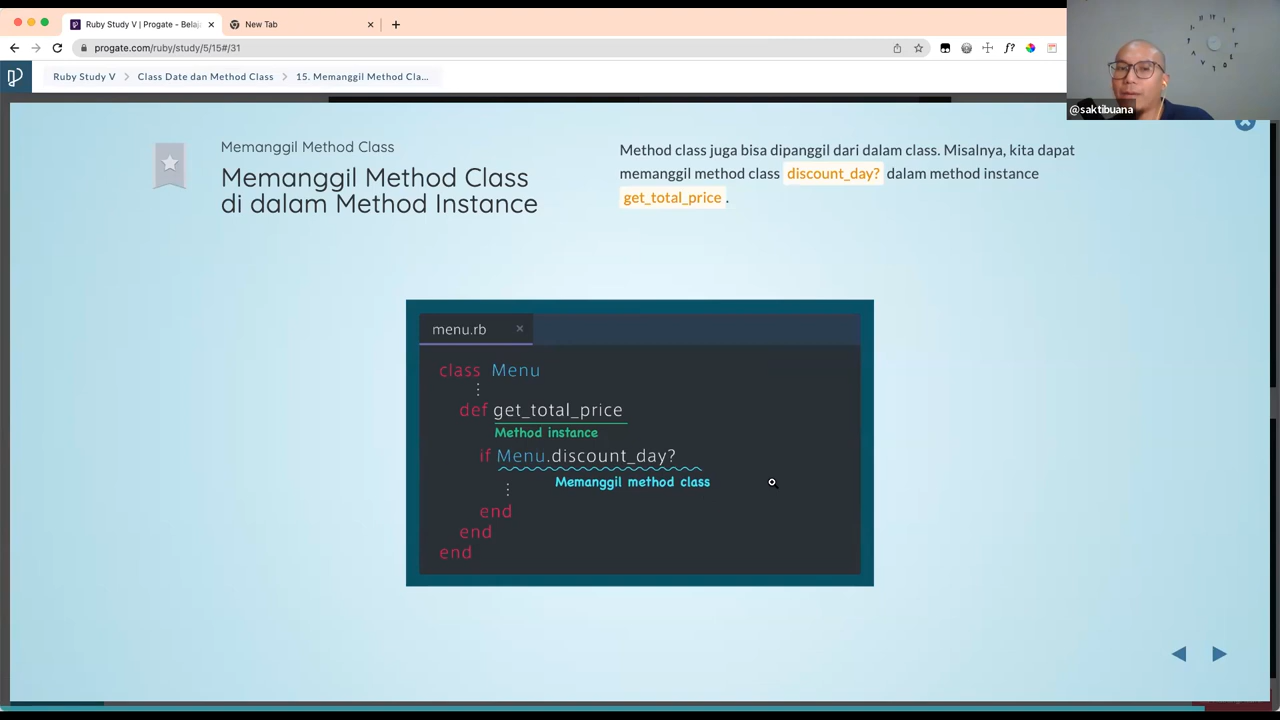 Ruby Study V | Progate - Belaj
New Tab
progate.com/ruby/study/5/15#/31
Ruby Study V
Class Date dan Method Class
15. Memanggil Method Cla...
@saktibuana
Memanggil Method Class
Memanggil Method Class
di dalam Method Instance
Method class juga bisa dipanggil dari dalam class. Misalnya, kita dapat
memanggil method class discount_day? dalam method instance
get_total_price .
menu.rb
class Menu
def get_total_price
Method instance
if Menu.discount_day?
Memanggil method class
end
end
end